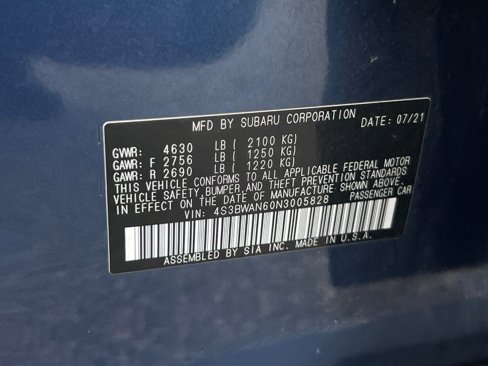 MFD BY SUBARU CORPORATION DATE: 07/21
GVWR: 4630 LB ( 2100 KG)
GAWR: F 2756 LB ( 1250 KG)
GAWR: R 2690 LB ( 1220 KG)
THIS VEHICLE CONFORMS TO ALL APPLICABLE FEDERAL MOTOR
VEHICLE SAFETY, BUMPER, AND THEFT PREVENTION STANDARDS
IN EFFECT ON THE DATE OF MANUFACTURE SHOWN ABOVE.
VIN: 4S3BWAN60N3005828 PASSENGER CAR
ASSEMBLED BY SIA INC. MADE IN U.S.A.